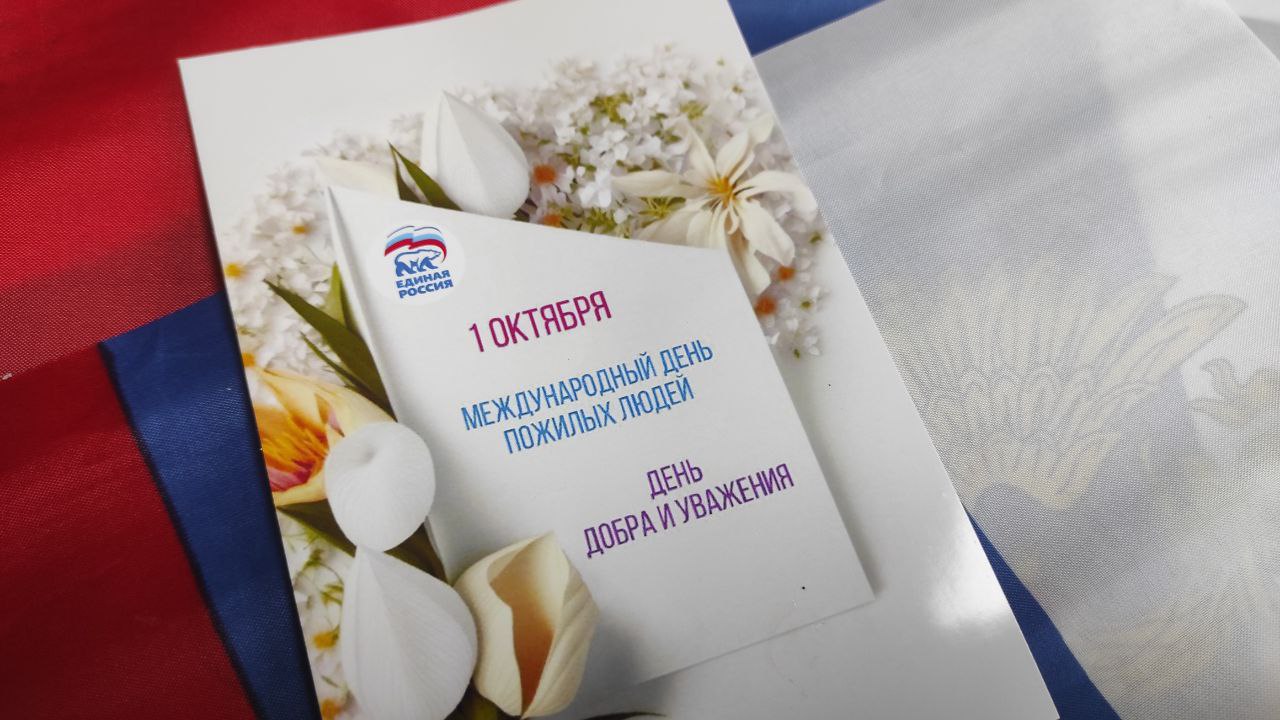 ЕДИНАЯ
РОССИЯ
1 ОКТЯБРЯ
МЕЖДУНАРОДНЫЙ ДЕНЬ
ПОЖИЛЫХ ЛЮДЕЙ
ДЕНЬ
ДОБРА И УВАЖЕНИЯ